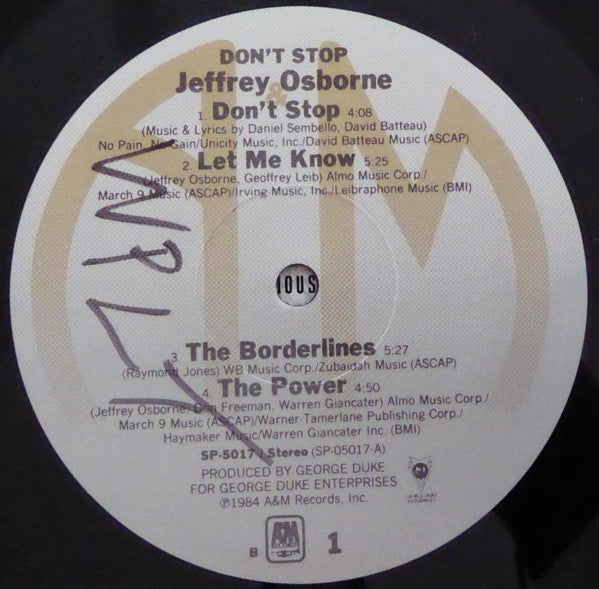 DON'T STOP
Jeffrey Osborne
1. Don't Stop 4:08
(Music & Lyrics by Daniel Sembello, David Batteau)
No Pain, No Gain/Unicity Music, Inc./David Batteau Music (ASCAP)
2. Let Me Know 5:25
(Jeffrey Osborne, Geoffrey Leib) Almo Music Corp./
March 9 Music (ASCAP)/Irving Music, Inc./Leibraphone Music (BMI)
WPLY
IOUS
3. The Borderlines 5:27
(Raymond Jones) WB Music Corp./Zubaidah Music (ASCAP)
4. The Power 4:50
(Jeffrey Osborne, Don Freeman, Warren Giancater) Almo Music Corp./
March 9 Music (ASCAP)/Warner-Tamerlane Publishing Corp./
Haymaker Music/Warren Giancater Inc. (BMI)
SP-5017 / Stereo (SP-05017-A)
PRODUCED BY GEORGE DUKE
FOR GEORGE DUKE ENTERPRISES
℗1984 A&M Records, Inc.
GEORGE DUKE
ENTERPRISES
A&M
RECORDS
B 1